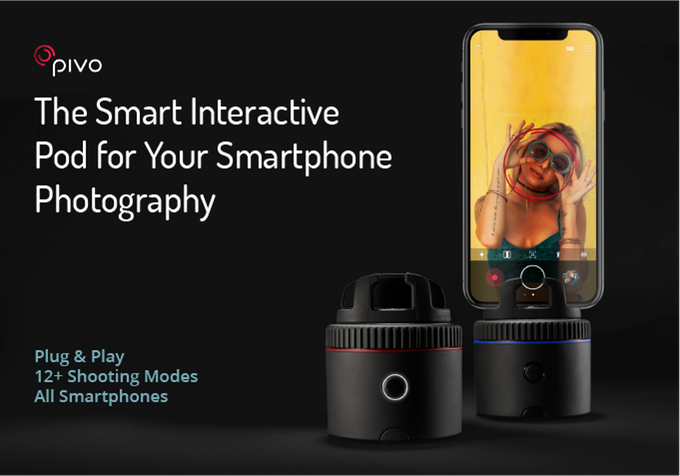 pivo
The Smart Interactive
Pod for Your Smartphone
Photography
Plug & Play
12+ Shooting Modes
All Smartphones